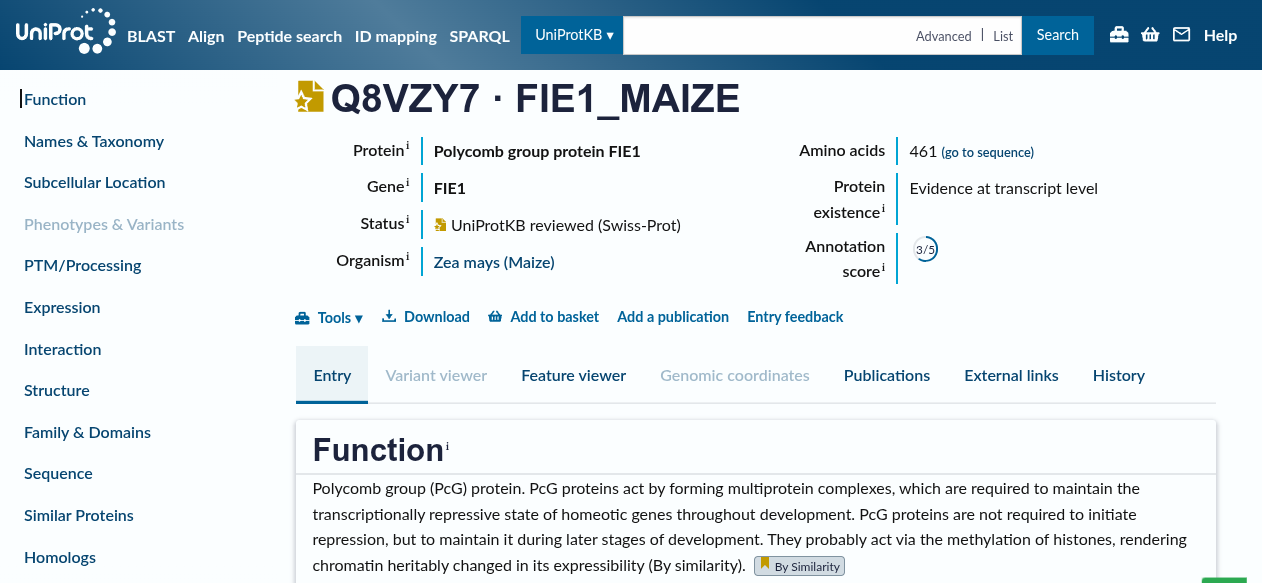 UniProt BLAST Align Peptide search ID mapping SPARQL UniProtKB ▾ Advanced | List Search Help
Function
Names & Taxonomy
Subcellular Location
Phenotypes & Variants
PTM/Processing
Expression
Interaction
Structure
Family & Domains
Sequence
Similar Proteins
Homologs
Q8VZY7 · FIE1_MAIZE
Proteinⁱ Polycomb group protein FIE1
Geneⁱ FIE1
Statusⁱ UniProtKB reviewed (Swiss-Prot)
Organismⁱ Zea mays (Maize)
Amino acids 461 (go to sequence)
Protein existenceⁱ Evidence at transcript level
Annotation scoreⁱ 3/5
Tools ▾ Download Add to basket Add a publication Entry feedback
Entry Variant viewer Feature viewer Genomic coordinates Publications External links History
Functionⁱ
Polycomb group (PcG) protein. PcG proteins act by forming multiprotein complexes, which are required to maintain the
transcriptionally repressive state of homeotic genes throughout development. PcG proteins are not required to initiate
repression, but to maintain it during later stages of development. They probably act via the methylation of histones, rendering
chromatin heritably changed in its expressibility (By similarity). By Similarity